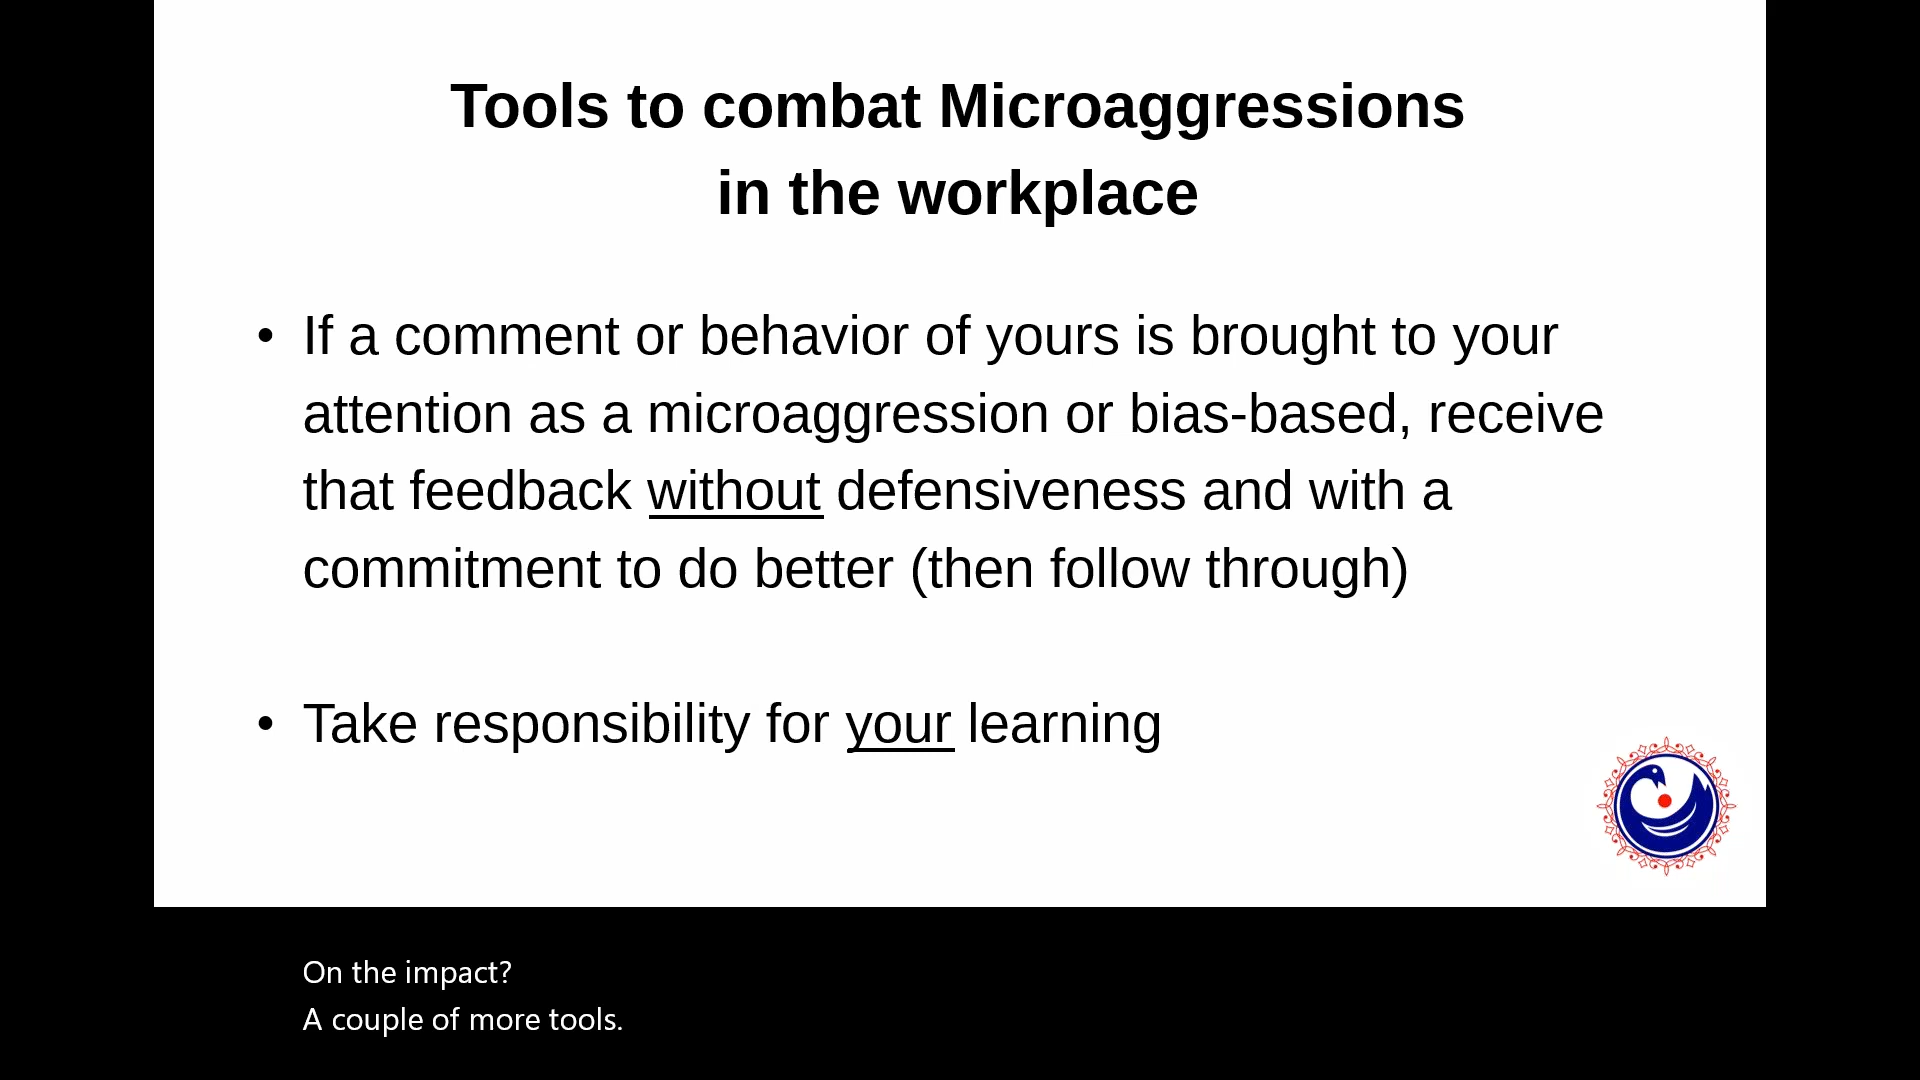 Tools to combat Microaggressions
in the workplace
• If a comment or behavior of yours is brought to your
attention as a microaggression or bias-based, receive
that feedback without defensiveness and with a
commitment to do better (then follow through)
• Take responsibility for your learning
On the impact?
A couple of more tools.